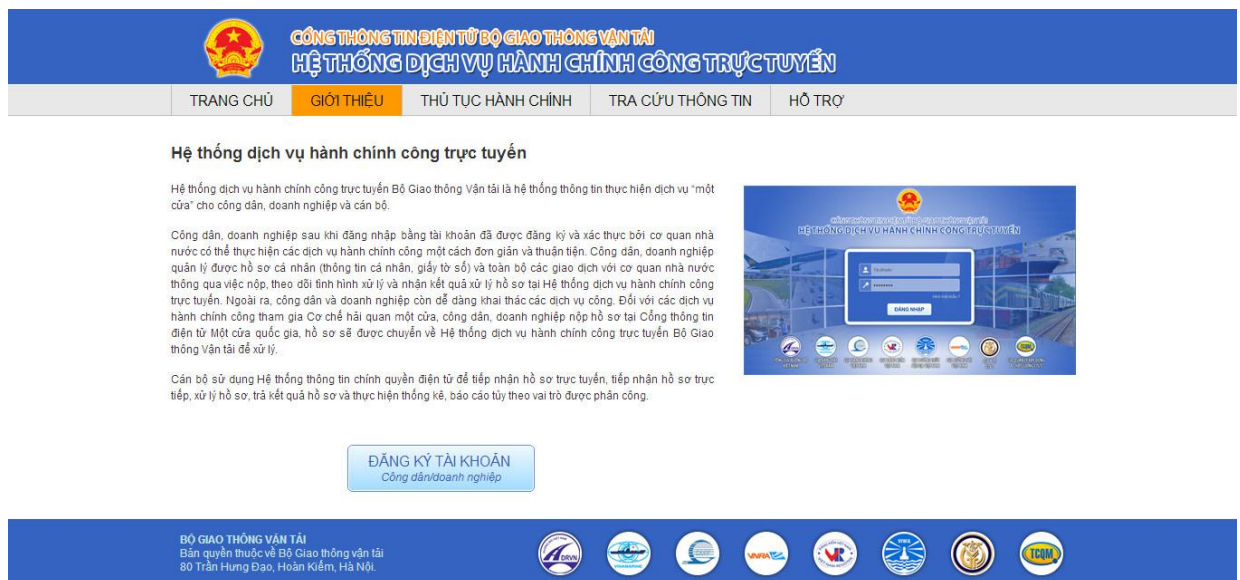 CỔNG THÔNG TIN ĐIỆN TỬ BỘ GIAO THÔNG VẬN TẢI
HỆ THỐNG DỊCH VỤ HÀNH CHÍNH CÔNG TRỰC TUYẾN
TRANG CHỦ GIỚI THIỆU THỦ TỤC HÀNH CHÍNH TRA CỨU THÔNG TIN HỖ TRỢ
Hệ thống dịch vụ hành chính công trực tuyến
Hệ thống dịch vụ hành chính công trực tuyến Bộ Giao thông Vận tải là hệ thống thông tin thực hiện dịch vụ "một
cửa" cho công dân, doanh nghiệp và cán bộ.
Công dân, doanh nghiệp sau khi đăng nhập bằng tài khoản đã được đăng ký và xác thực bởi cơ quan nhà
nước có thể thực hiện các dịch vụ hành chính công một cách đơn giản và thuận tiện. Công dân, doanh nghiệp
quản lý được hồ sơ cá nhân (thông tin cá nhân, giấy tờ số) và toàn bộ các giao dịch với cơ quan nhà nước
thông qua việc nộp, theo dõi tình hình xử lý và nhận kết quả xử lý hồ sơ tại Hệ thống dịch vụ hành chính công
trực tuyến. Ngoài ra, công dân và doanh nghiệp còn dễ dàng khai thác các dịch vụ công. Đối với các dịch vụ
hành chính công tham gia Cơ chế hải quan một cửa, công dân, doanh nghiệp nộp hồ sơ tại Cổng thông tin
điện tử Một cửa quốc gia, hồ sơ sẽ được chuyển về Hệ thống dịch vụ hành chính công trực tuyến Bộ Giao
thông Vận tải để xử lý.
Cán bộ sử dụng Hệ thống thông tin chính quyền điện tử để tiếp nhận hồ sơ trực tuyến, tiếp nhận hồ sơ trực
tiếp, xử lý hồ sơ, trả kết quả hồ sơ và thực hiện thống kê, báo cáo tùy theo vai trò được phân công.
CỔNG THÔNG TIN ĐIỆN TỬ BỘ GIAO THÔNG VẬN TẢI
HỆ THỐNG DỊCH VỤ HÀNH CHÍNH CÔNG TRỰC TUYẾN
ĐĂNG NHẬP
ĐĂNG KÝ TÀI KHOẢN
Công dân/doanh nghiệp
BỘ GIAO THÔNG VẬN TẢI
Bản quyền thuộc về Bộ Giao thông vận tải
80 Trần Hưng Đạo, Hoàn Kiếm, Hà Nội.
DRVN
VINAMARINE
VNRA
VR
VIWA
TCQM